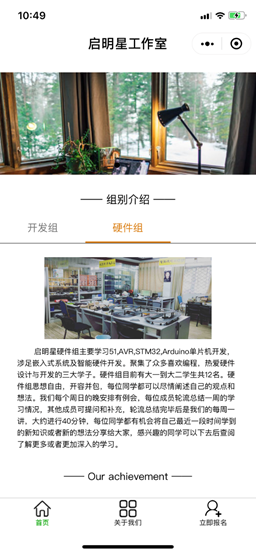 10:49
启明星工作室
组别介绍
开发组
硬件组
启明星硬件组主要学习51,AVR,STM32,Arduino单片机开发,
涉足嵌入式系统及智能硬件开发。聚集了众多喜欢编程，热爱硬件
设计与开发的三大学子。硬件组目前有大一到大二学生共12名。硬
件组思想自由，开容并包，每位同学都可以尽情阐述自己的观点和
想法。我们每个周日的晚安排有例会，每位成员轮流总结一周的学
习情况，其他成员可提问和补充，轮流总结完毕后是我们的每周一
讲，大约进行40分钟，每位同学都有机会将自己最近一段时间学到
的新知识或者新的想法分享给大家，感兴趣的同学可以下去后查阅
了解更多或者更加深入的学习。
Our achievement
首页
关于我们
立即报名